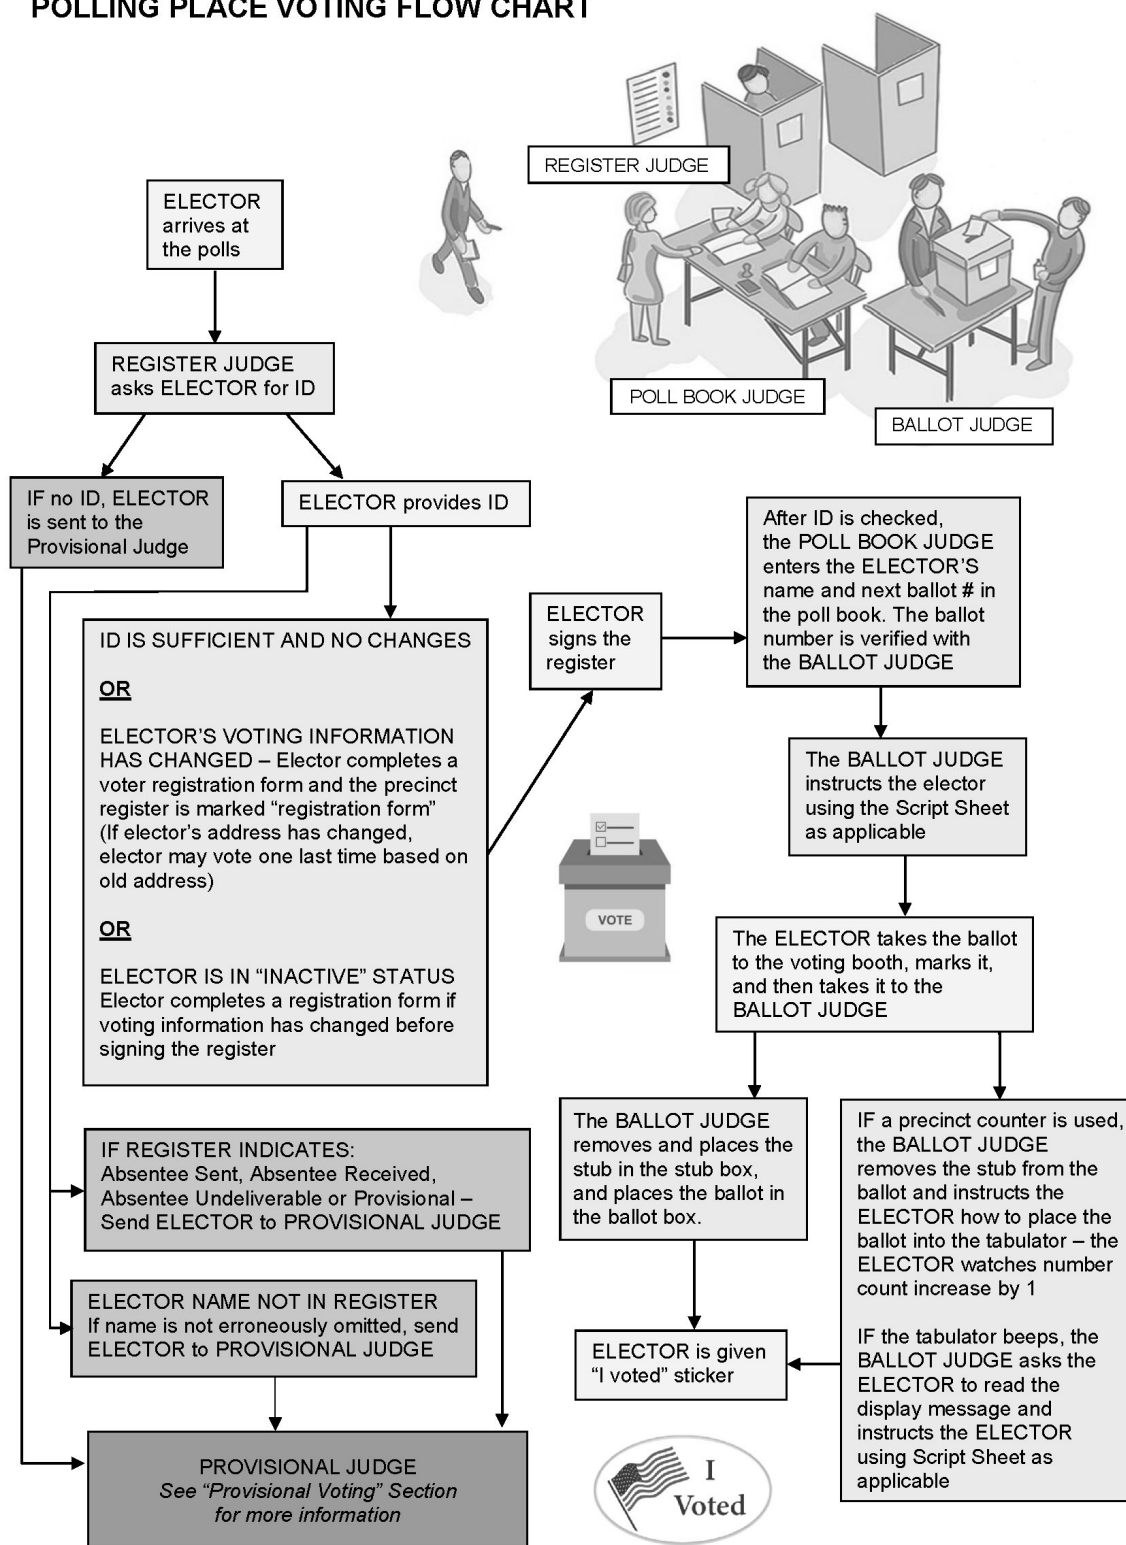 POLLING PLACE VOTING FLOW CHART
REGISTER JUDGE
POLL BOOK JUDGE
BALLOT JUDGE
ELECTOR
arrives at
the polls
REGISTER JUDGE
asks ELECTOR for ID
IF no ID, ELECTOR
is sent to the
Provisional Judge
ELECTOR provides ID
ID IS SUFFICIENT AND NO CHANGES
OR
ELECTOR'S VOTING INFORMATION
HAS CHANGED – Elector completes a
voter registration form and the precinct
register is marked "registration form"
(If elector's address has changed,
elector may vote one last time based on
old address)
OR
ELECTOR IS IN "INACTIVE" STATUS
Elector completes a registration form if
voting information has changed before
signing the register
IF REGISTER INDICATES:
Absentee Sent, Absentee Received,
Absentee Undeliverable or Provisional –
Send ELECTOR to PROVISIONAL JUDGE
ELECTOR NAME NOT IN REGISTER
If name is not erroneously omitted, send
ELECTOR to PROVISIONAL JUDGE
PROVISIONAL JUDGE
See "Provisional Voting" Section
for more information
ELECTOR
signs the
register
After ID is checked,
the POLL BOOK JUDGE
enters the ELECTOR'S
name and next ballot # in
the poll book. The ballot
number is verified with
the BALLOT JUDGE
The BALLOT JUDGE
instructs the elector
using the Script Sheet
as applicable
VOTE
The ELECTOR takes the ballot
to the voting booth, marks it,
and then takes it to the
BALLOT JUDGE
The BALLOT JUDGE
removes and places the
stub in the stub box,
and places the ballot in
the ballot box.
IF a precinct counter is used,
the BALLOT JUDGE
removes the stub from the
ballot and instructs the
ELECTOR how to place the
ballot into the tabulator – the
ELECTOR watches number
count increase by 1
IF the tabulator beeps, the
BALLOT JUDGE asks the
ELECTOR to read the
display message and
instructs the ELECTOR
using Script Sheet as
applicable
ELECTOR is given
"I voted" sticker
I
Voted